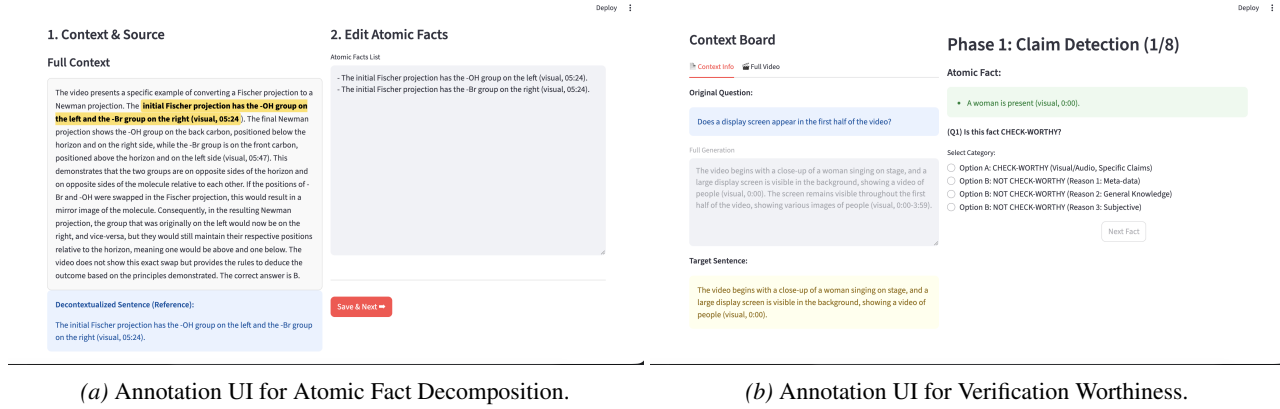 Deploy
1. Context & Source
Full Context
The video presents a specific example of converting a Fischer projection to a
Newman projection. The initial Fischer projection has the -OH group on
the left and the -Br group on the right (visual, 05:24 ). The final Newman
projection shows the -OH group on the back carbon, positioned below the
horizon and on the right side, while the -Br group is on the front carbon,
positioned above the horizon and on the left side (visual, 05:47). This
demonstrates that the two groups are on opposite sides of the horizon and
on opposite sides of the molecule relative to each other. If the positions of -
Br and -OH were swapped in the Fischer projection, this would result in a
mirror image of the molecule. Consequently, in the resulting Newman
projection, the group that was originally on the left would now be on the
right, and vice-versa, but they would still maintain their respective positions
relative to the horizon, meaning one would be above and one below. The
video does not show this exact swap but provides the rules to deduce the
outcome based on the principles demonstrated. The correct answer is B.
Decontextualized Sentence (Reference):
The initial Fischer projection has the -OH group on the left and the -Br group
on the right (visual, 05:24).
2. Edit Atomic Facts
Atomic Facts List
- The initial Fischer projection has the -OH group on the left (visual, 05:24).
- The initial Fischer projection has the -Br group on the right (visual, 05:24).
Save & Next ➡
(a) Annotation UI for Atomic Fact Decomposition.
Deploy
Context Board
Context Info Full Video
Original Question:
Does a display screen appear in the first half of the video?
Full Generation
The video begins with a close-up of a woman singing on stage, and a
large display screen is visible in the background, showing a video of
people (visual, 0:00). The screen remains visible throughout the first
half of the video, showing various images of people (visual, 0:00-3:59).
Target Sentence:
The video begins with a close-up of a woman singing on stage, and a
large display screen is visible in the background, showing a video of
people (visual, 0:00).
Phase 1: Claim Detection (1/8)
Atomic Fact:
• A woman is present (visual, 0:00).
(Q1) Is this fact CHECK-WORTHY?
Select Category:
Option A: CHECK-WORTHY (Visual/Audio, Specific Claims)
Option B: NOT CHECK-WORTHY (Reason 1: Meta-data)
Option B: NOT CHECK-WORTHY (Reason 2: General Knowledge)
Option B: NOT CHECK-WORTHY (Reason 3: Subjective)
Next Fact
(b) Annotation UI for Verification Worthiness.